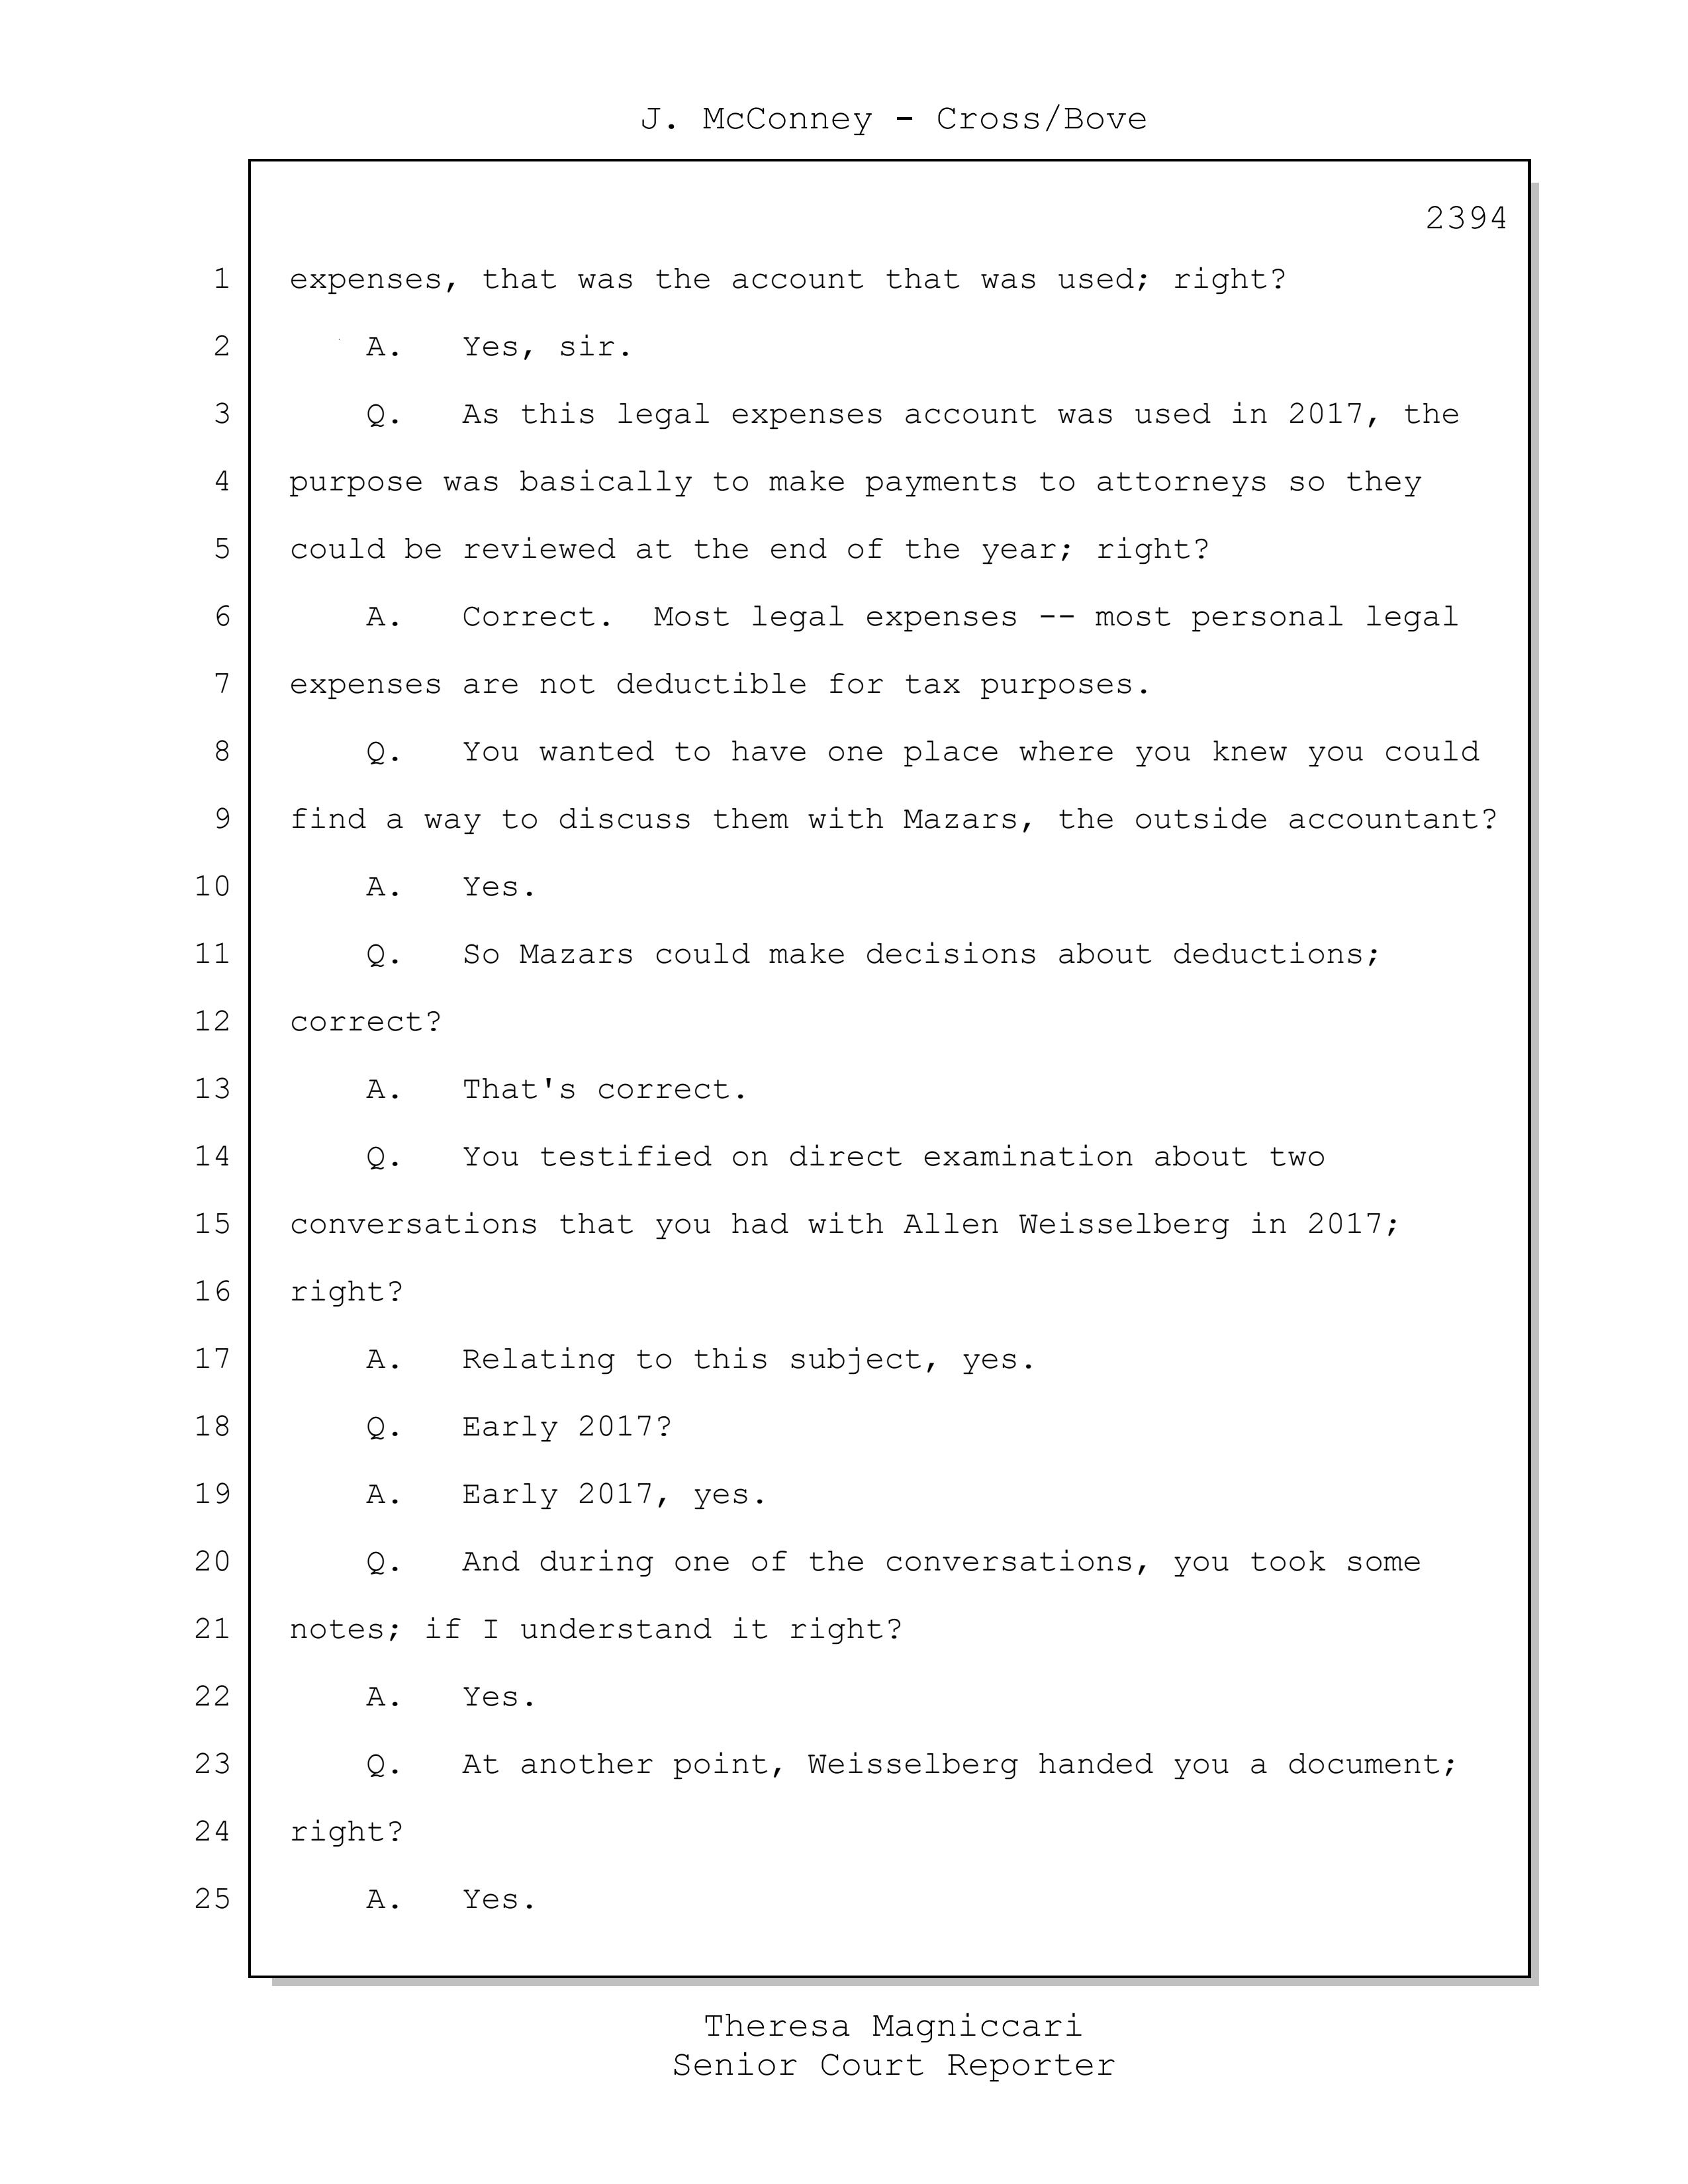 J. McConney - Cross/Bove
2394
1 expenses, that was the account that was used; right?
2 A. Yes, sir.
3 Q. As this legal expenses account was used in 2017, the
4 purpose was basically to make payments to attorneys so they
5 could be reviewed at the end of the year; right?
6 A. Correct. Most legal expenses -- most personal legal
7 expenses are not deductible for tax purposes.
8 Q. You wanted to have one place where you knew you could
9 find a way to discuss them with Mazars, the outside accountant?
10 A. Yes.
11 Q. So Mazars could make decisions about deductions;
12 correct?
13 A. That's correct.
14 Q. You testified on direct examination about two
15 conversations that you had with Allen Weisselberg in 2017;
16 right?
17 A. Relating to this subject, yes.
18 Q. Early 2017?
19 A. Early 2017, yes.
20 Q. And during one of the conversations, you took some
21 notes; if I understand it right?
22 A. Yes.
23 Q. At another point, Weisselberg handed you a document;
24 right?
25 A. Yes.
Theresa Magniccari
Senior Court Reporter